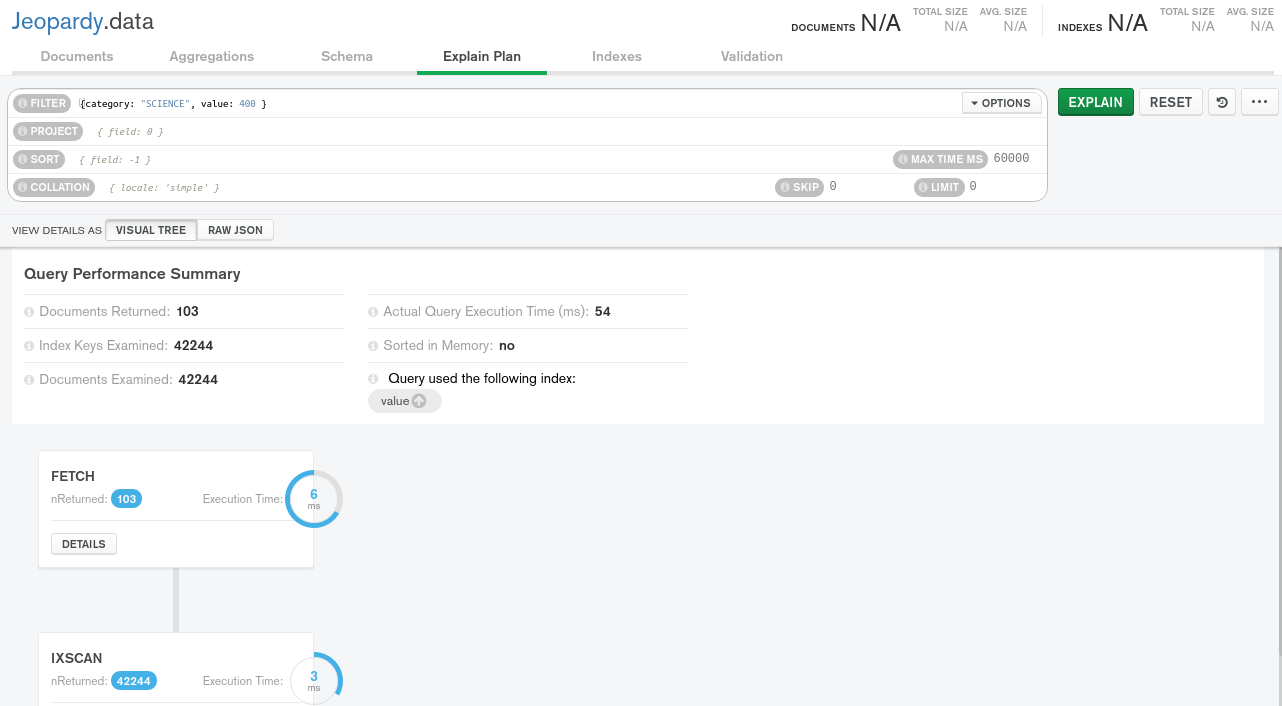 Jeopardy.data
DOCUMENTS N/A TOTAL SIZE N/A AVG. SIZE N/A INDEXES N/A TOTAL SIZE N/A AVG. SIZE N/A
Documents Aggregations Schema Explain Plan Indexes Validation
FILTER {category: "SCIENCE", value: 400 } OPTIONS EXPLAIN RESET ...
PROJECT { field: 0 }
SORT { field: -1 } MAX TIME MS 60000
COLLATION { locale: 'simple' } SKIP 0 LIMIT 0
VIEW DETAILS AS VISUAL TREE RAW JSON
Query Performance Summary
Documents Returned: 103 Actual Query Execution Time (ms): 54
Index Keys Examined: 42244 Sorted in Memory: no
Documents Examined: 42244 Query used the following index:
value
FETCH
nReturned: 103 Execution Time: 6 ms
DETAILS
IXSCAN
nReturned: 42244 Execution Time: 3 ms